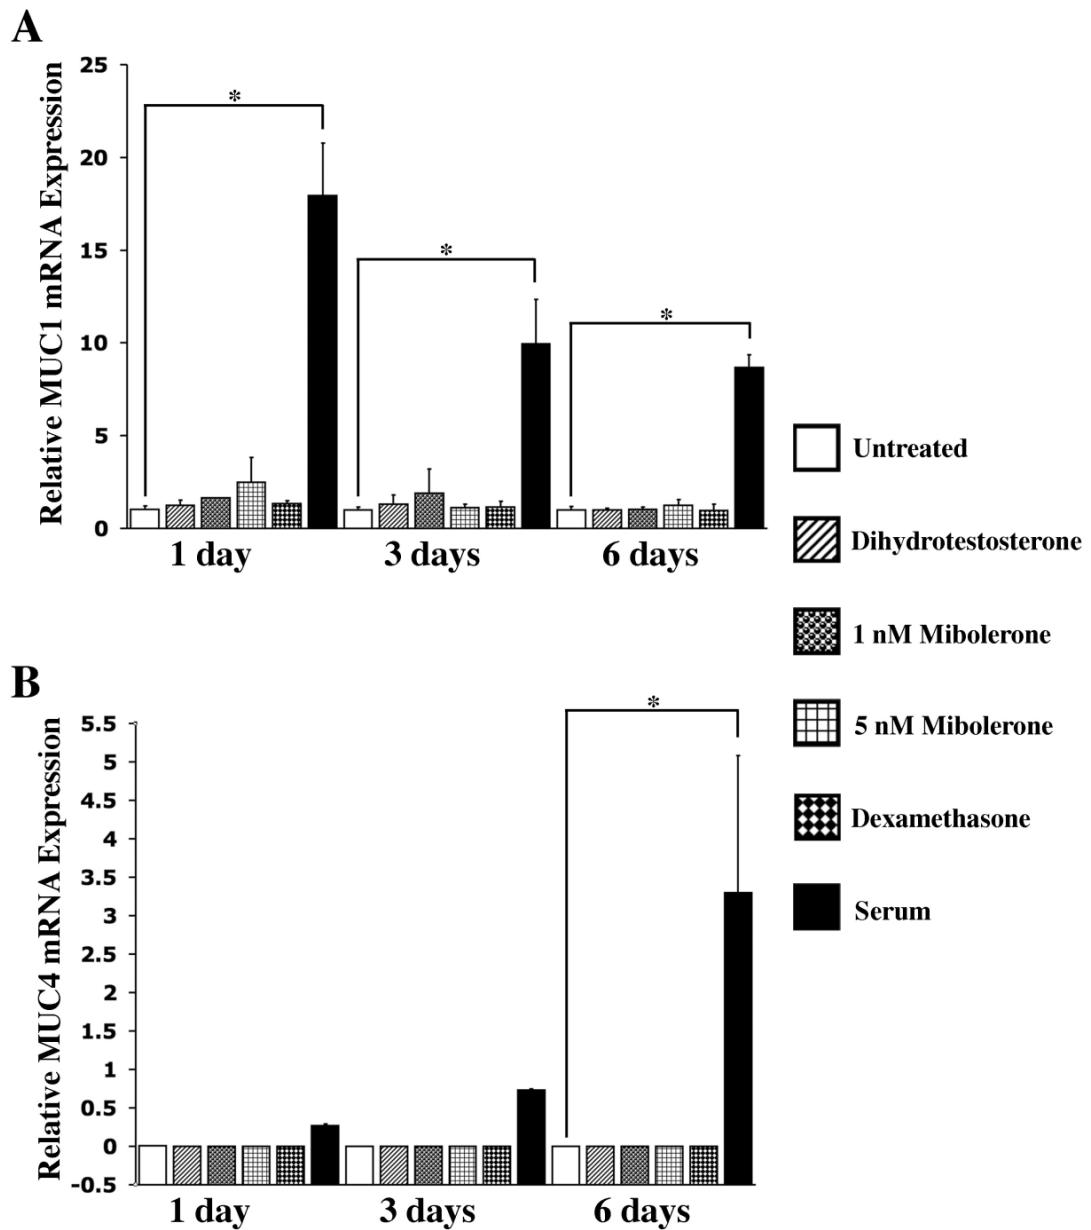 A
Relative MUC1 mRNA Expression
25
20
15
10
5
0
*
*
*
1 day
3 days
6 days
Untreated
Dihydrotestosterone
1 nM Mibolerone
5 nM Mibolerone
Dexamethasone
Serum
B
Relative MUC4 mRNA Expression
5.5
5
4.5
4
3.5
3
2.5
2
1.5
1
0.5
0
-0.5
*
1 day
3 days
6 days